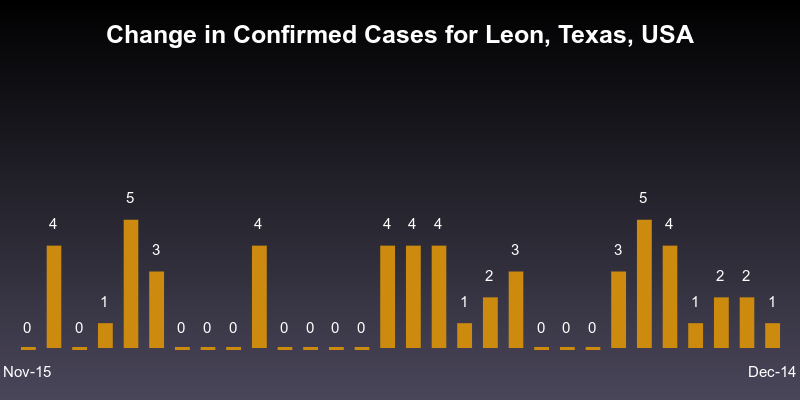 Change in Confirmed Cases for Leon, Texas, USA
0 4 0 1 5 3 0 0 0 4 0 0 0 0 4 4 4 1 2 3 0 0 0 3 5 4 1 2 2 1
Nov-15 Dec-14